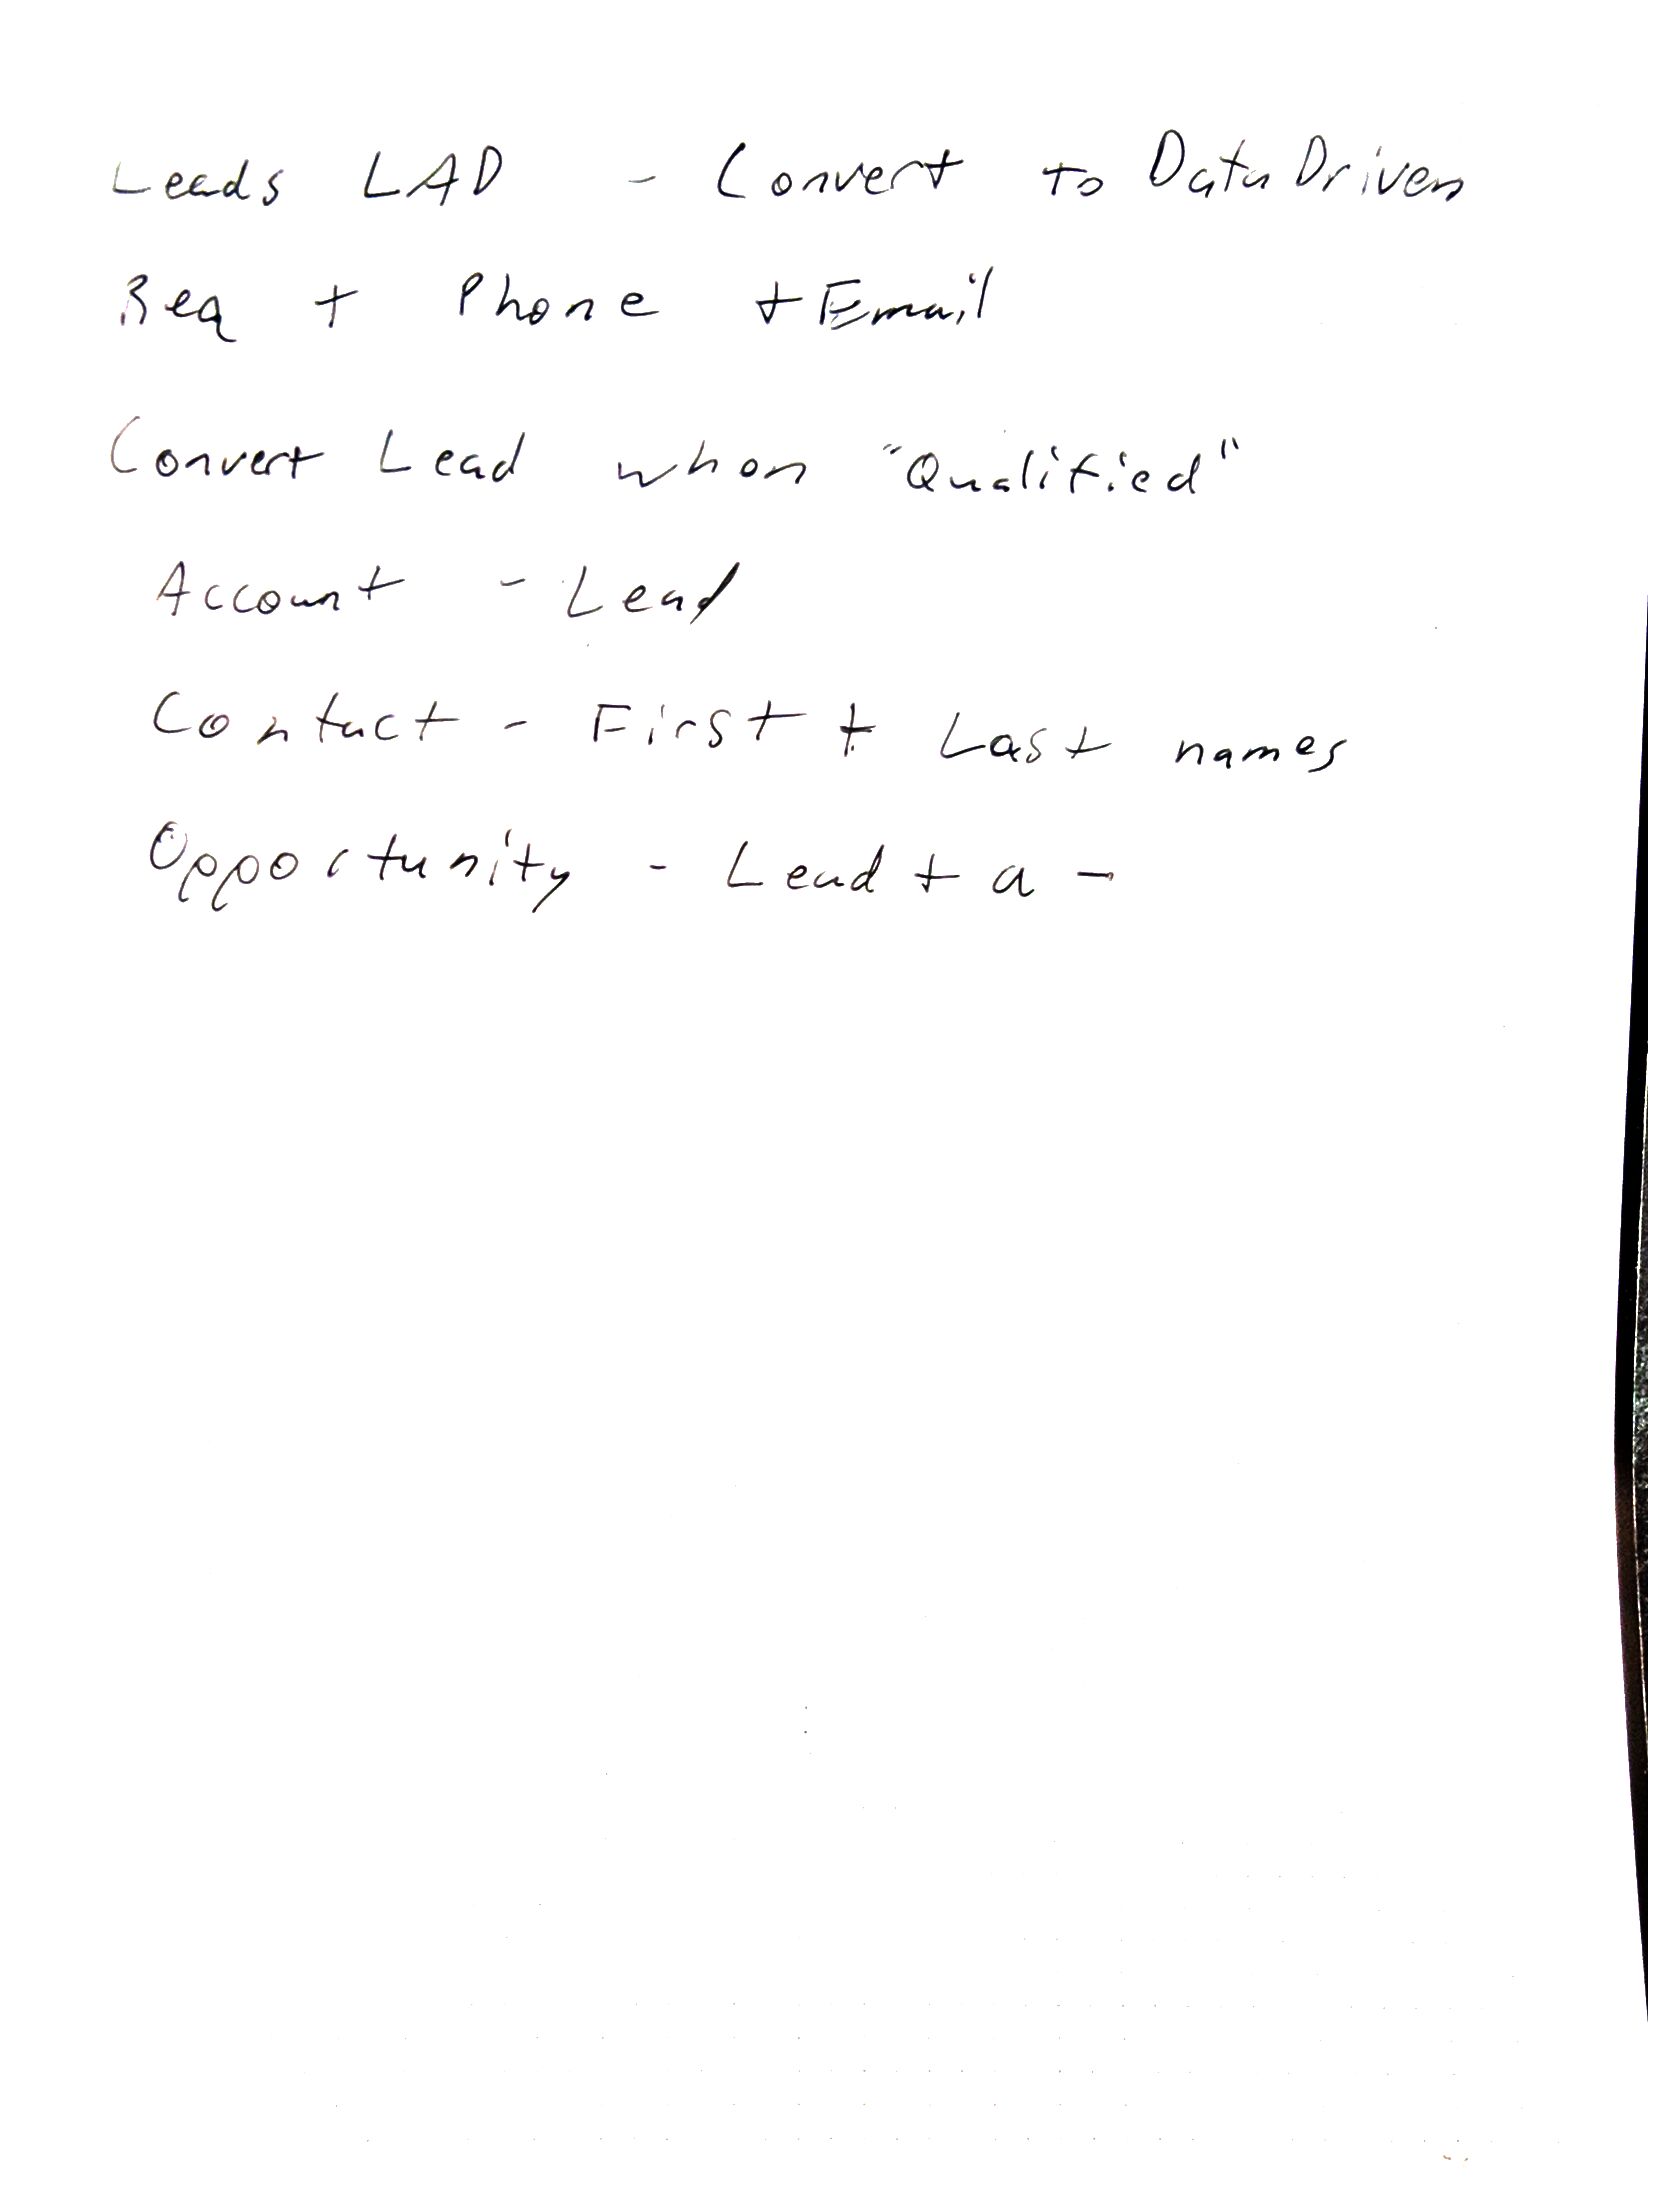 Leads LAD - Convert to Data Driven
Req + Phone + Email
Convert Lead when "Qualified"
Account - Lead
Contact - First + Last names
Opportunity - Lead + a -